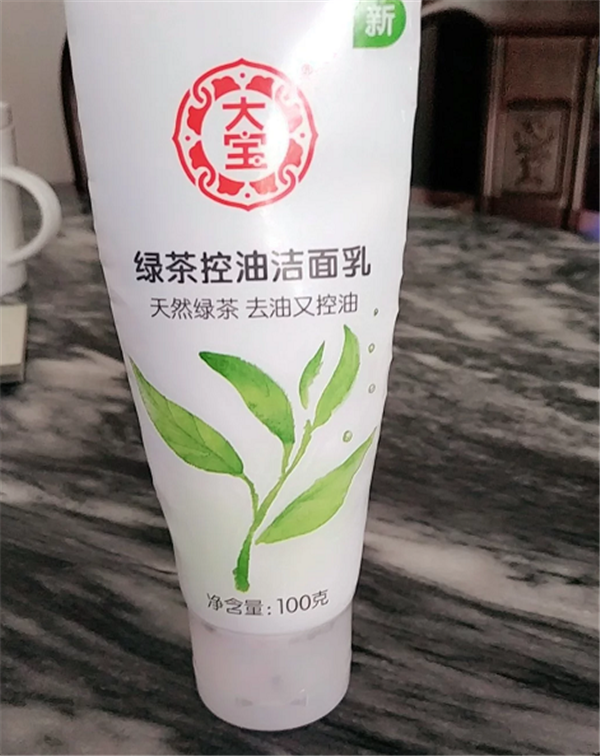 新
大宝
®
绿茶控油洁面乳
天然绿茶 去油又控油
净含量:100克